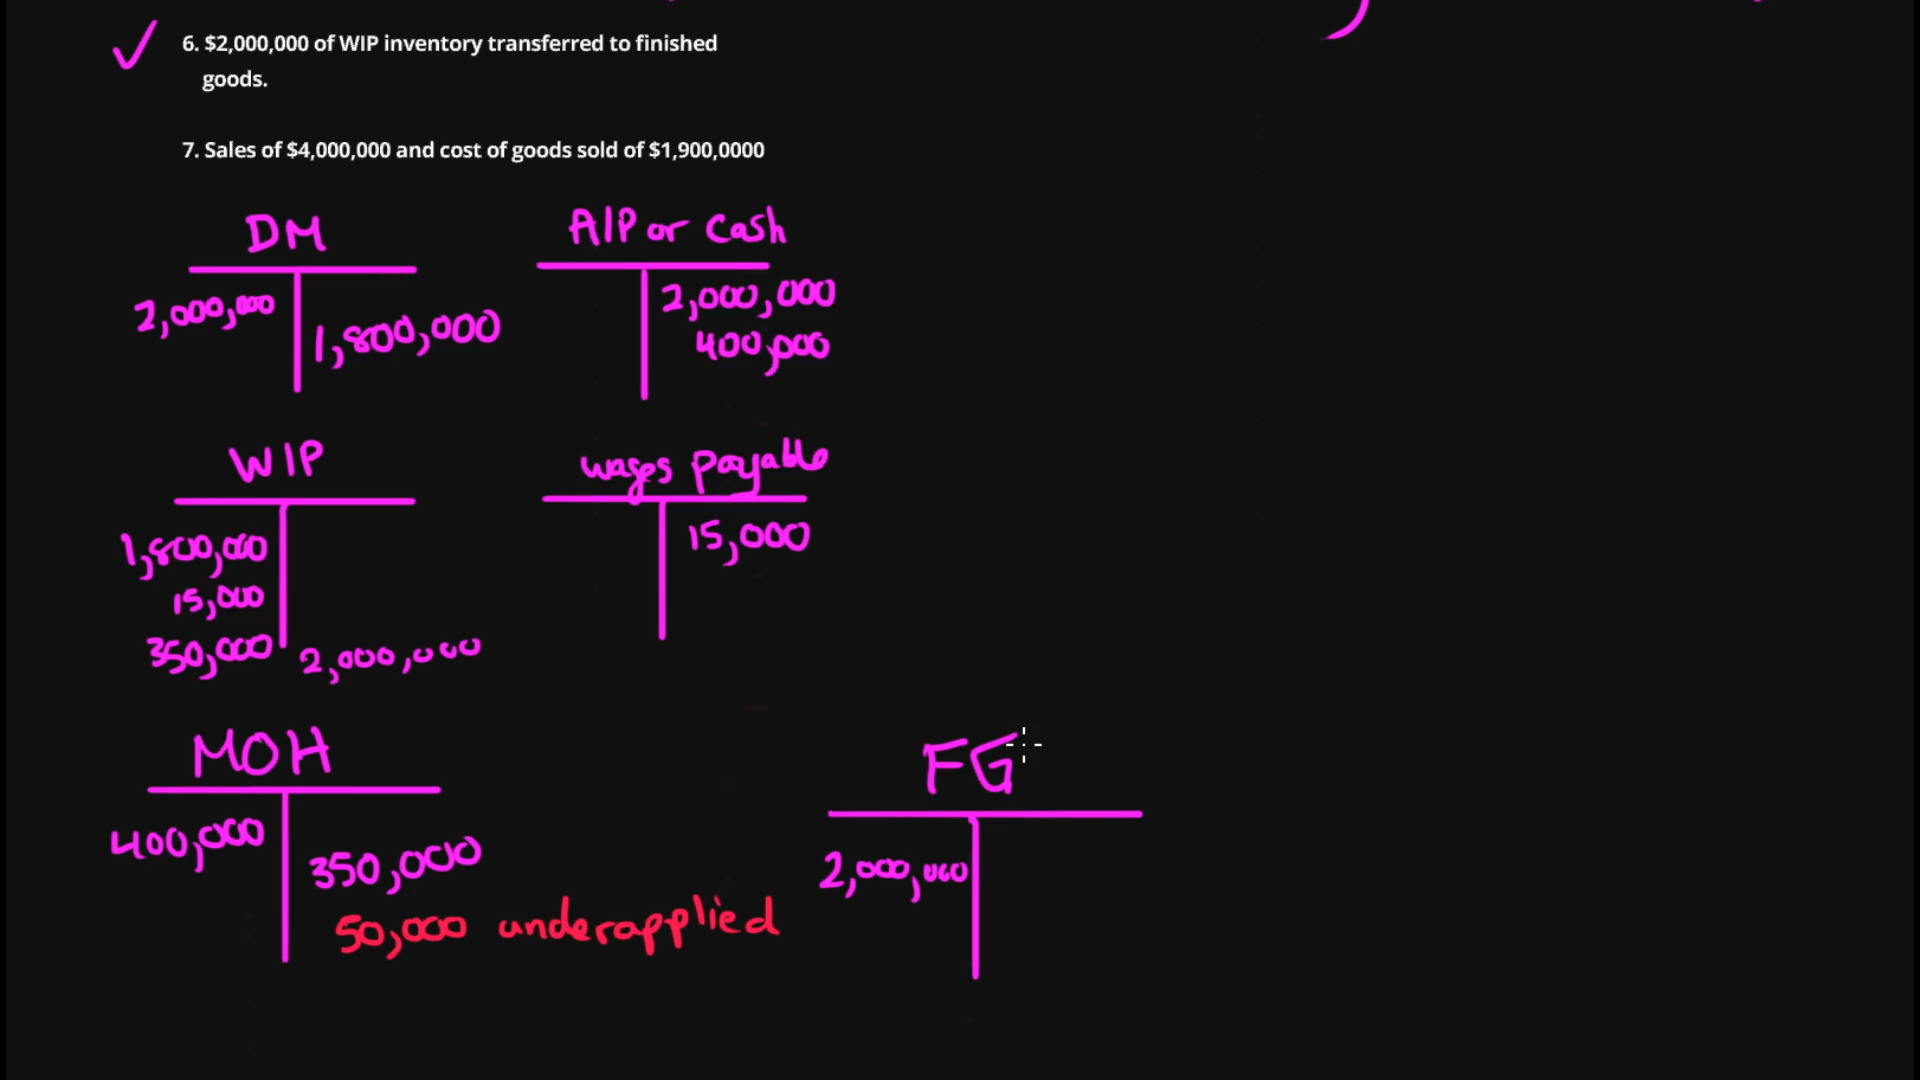 6. $2,000,000 of WIP inventory transferred to finished
goods.
7. Sales of $4,000,000 and cost of goods sold of $1,900,0000
DM
2,000,000
1,800,000
A/P or Cash
2,000,000
400,000
WIP
1,800,000
15,000
350,000
2,000,000
wages payable
15,000
MOH
400,000
350,000
50,000 underapplied
FG
2,000,000